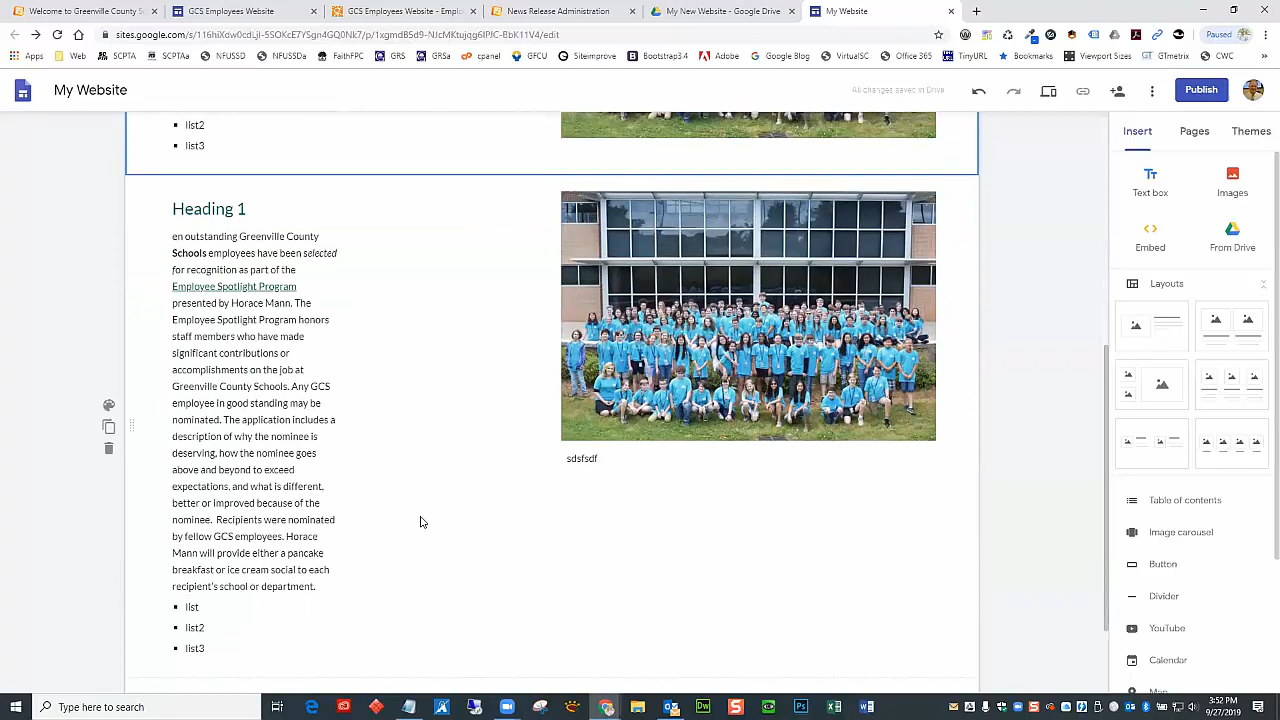 Welcome to Greenville County S
GCS Employees Website
GCS Employees Website - Emplo
News Release Administration
My New Website - Google Drive
My Website
sites.google.com/s/
/edit
Paused
Apps
Web
SCPTA
SCPTAa
NFUSSD
NFUSSDa
FaithFPC
GRS
GRSa
cpanel
GFCU
Siteimprove
Bootstrap3.4
Adobe
Google Blog
VirtualSC
Office 365
TinyURL
Bookmarks
Viewport Sizes
GTmetrix
CWC
My Website
All changes saved in Drive
Publish
Insert
Pages
Themes
Text box
Images
Embed
From Drive
Layouts
Table of contents
Image carousel
Button
Divider
YouTube
Calendar
Map
list2
list3
Heading 1
en outstanding Greenville County
Schools employees have been selected
for recognition as part of the
Employee Spotlight Program
presented by Horace Mann. The
Employee Spotlight Program honors
staff members who have made
significant contributions or
accomplishments on the job at
Greenville County Schools. Any GCS
employee in good standing may be
nominated. The application includes a
description of why the nominee is
deserving, how the nominee goes
above and beyond to exceed
expectations, and what is different,
better or improved because of the
nominee. Recipients were nominated
by fellow GCS employees. Horace
Mann will provide either a pancake
breakfast or ice cream social to each
recipient's school or department.
list
list2
list3
sdsfsdf
Type here to search
3:52 PM
9/27/2019